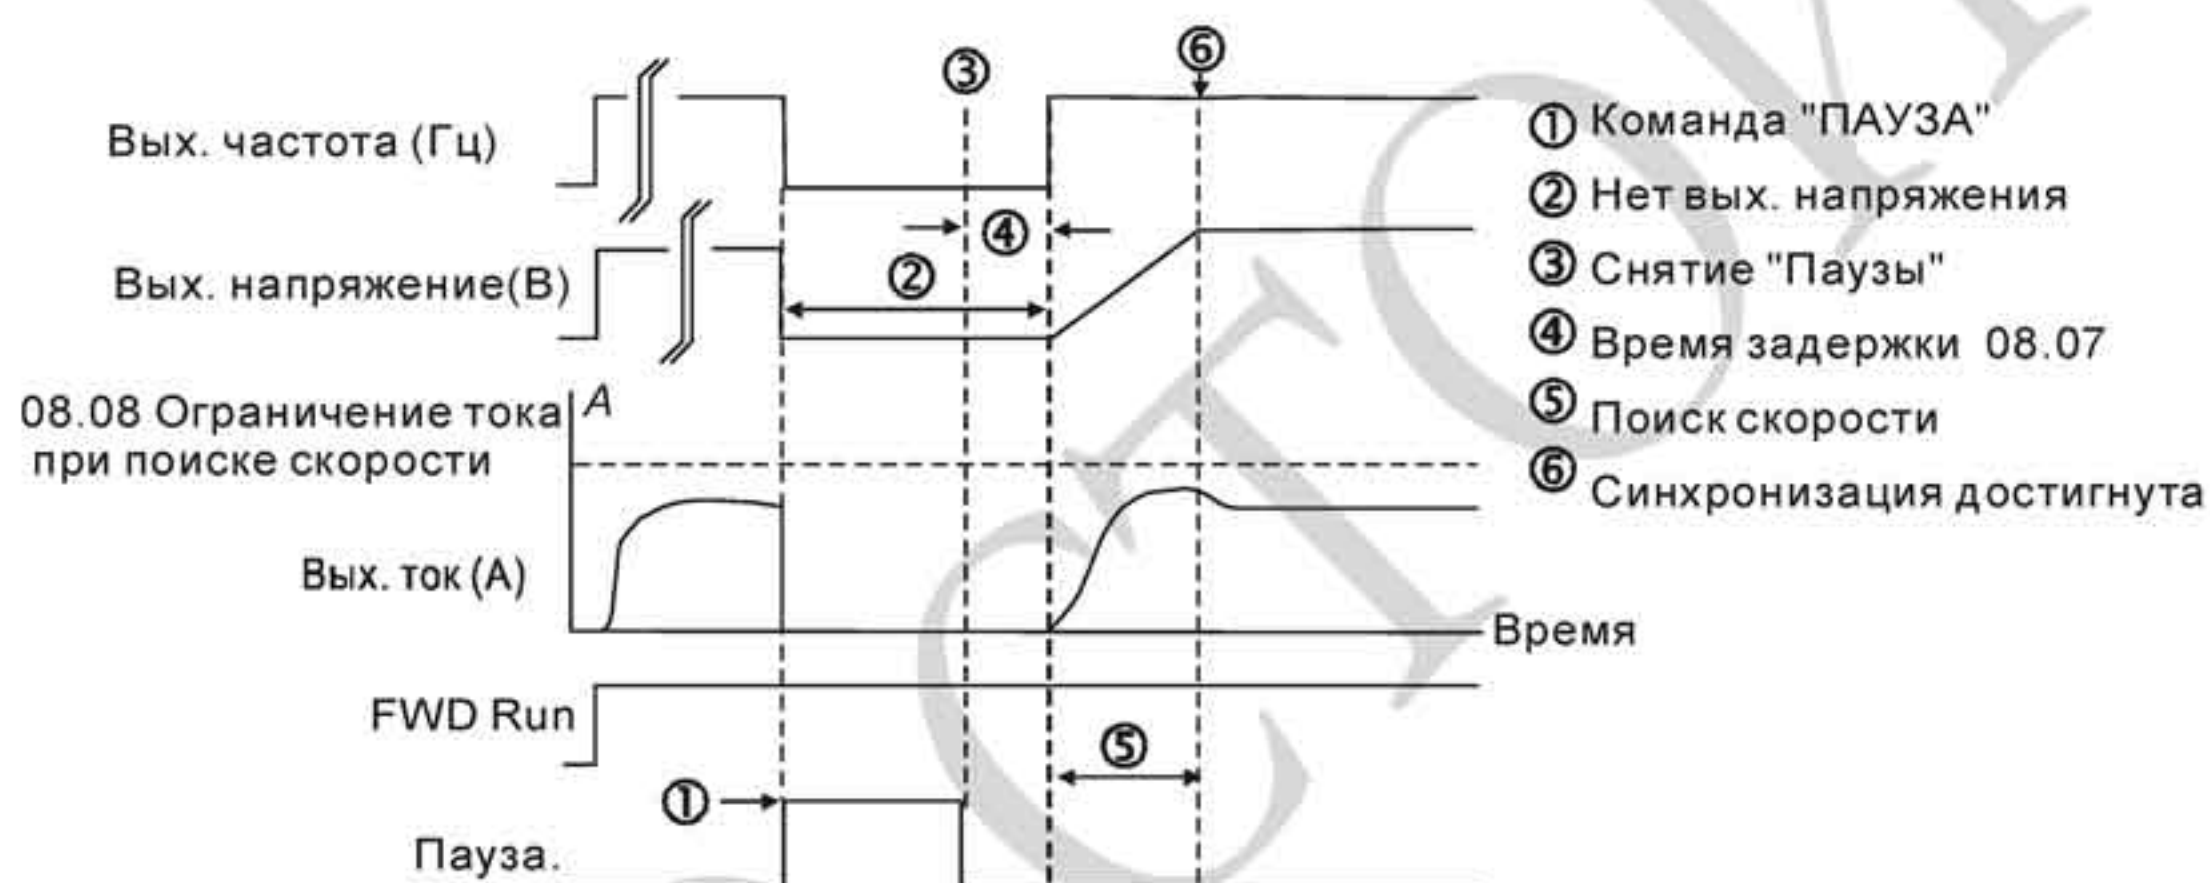 ③
⑥
Вых. частота (Гц)
④
②
Вых. напряжение(В)
08.08 Ограничение тока
при поиске скорости
A
Вых. ток (А)
Время
FWD Run
⑤
①
Пауза.
① Команда "ПАУЗА"
② Нет вых. напряжения
③ Снятие "Паузы"
④ Время задержки 08.07
⑤ Поиск скорости
⑥ Синхронизация достигнута